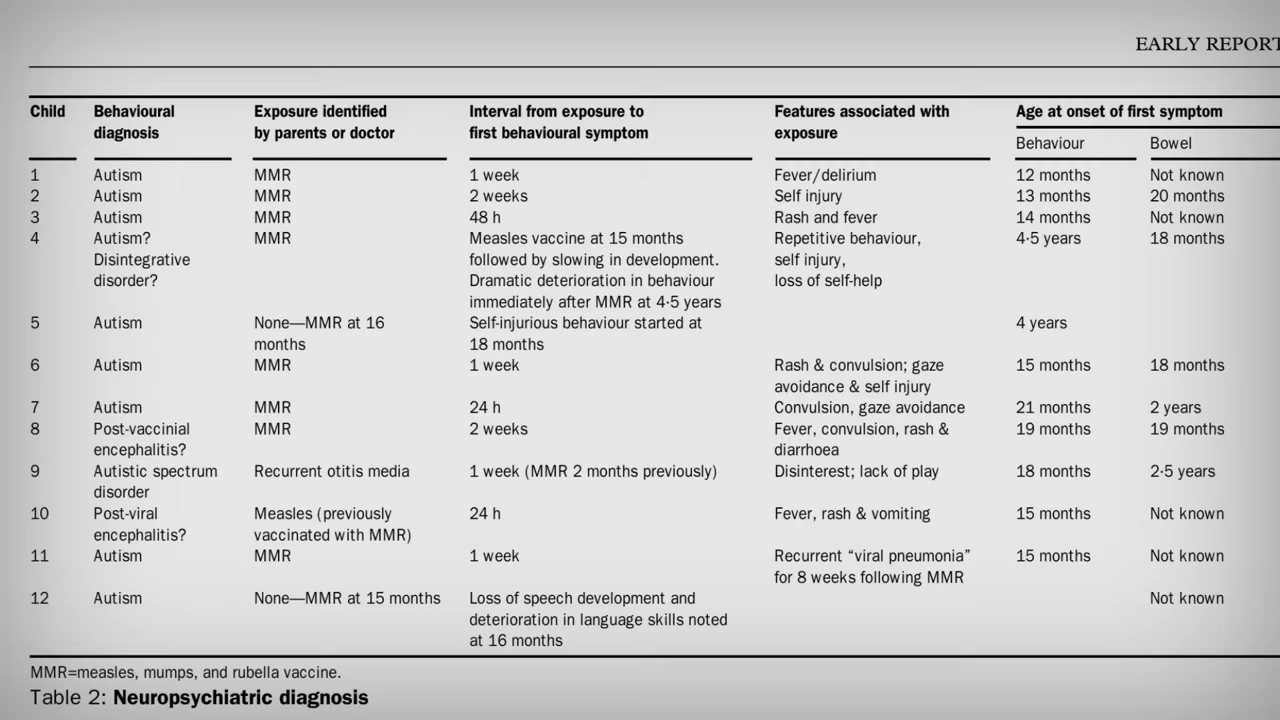 EARLY REPORT
Child Behavioural diagnosis Exposure identified by parents or doctor Interval from exposure to first behavioural symptom Features associated with exposure Age at onset of first symptom
Behaviour Bowel
1 Autism MMR 1 week Fever/delirium 12 months Not known
2 Autism MMR 2 weeks Self injury 13 months 20 months
3 Autism MMR 48 h Rash and fever 14 months Not known
4 Autism? MMR Measles vaccine at 15 months Repetitive behaviour, 4·5 years 18 months
Disintegrative followed by slowing in development. self injury,
disorder? Dramatic deterioration in behaviour loss of self-help
immediately after MMR at 4·5 years
5 Autism None—MMR at 16 Self-injurious behaviour started at 4 years
months 18 months
6 Autism MMR 1 week Rash & convulsion; gaze 15 months 18 months
avoidance & self injury
7 Autism MMR 24 h Convulsion, gaze avoidance 21 months 2 years
8 Post-vaccinial MMR 2 weeks Fever, convulsion, rash & 19 months 19 months
encephalitis? diarrhoea
9 Autistic spectrum Recurrent otitis media 1 week (MMR 2 months previously) Disinterest; lack of play 18 months 2·5 years
disorder
10 Post-viral Measles (previously 24 h Fever, rash & vomiting 15 months Not known
encephalitis? vaccinated with MMR)
11 Autism MMR 1 week Recurrent “viral pneumonia” 15 months Not known
for 8 weeks following MMR
12 Autism None—MMR at 15 months Loss of speech development and Not known
deterioration in language skills noted
at 16 months
MMR=measles, mumps, and rubella vaccine.
Table 2: Neuropsychiatric diagnosis